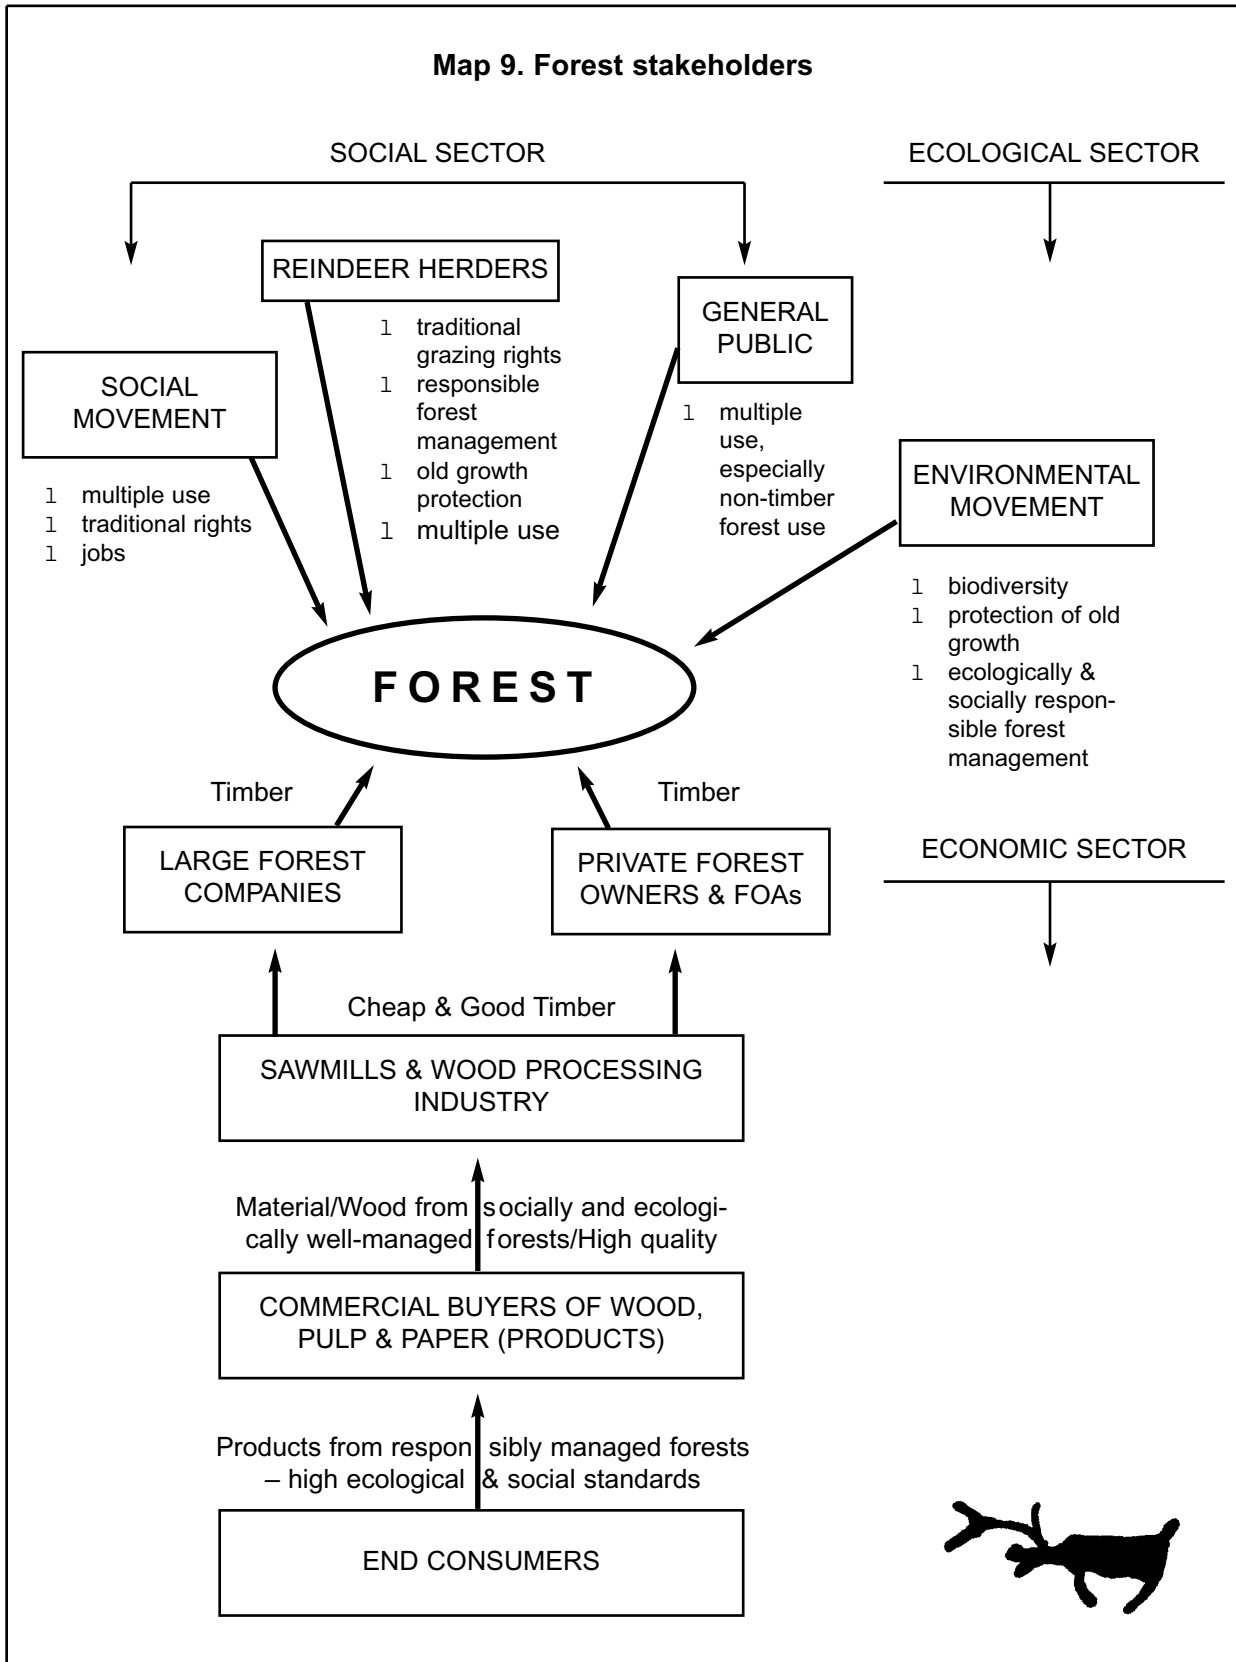 Map 9. Forest stakeholders
SOCIAL SECTOR
ECOLOGICAL SECTOR
REINDEER HERDERS
l traditional
grazing rights
l responsible
forest
management
l old growth
protection
l multiple use
GENERAL
PUBLIC
l multiple
use,
especially
non-timber
forest use
SOCIAL
MOVEMENT
l multiple use
l traditional rights
l jobs
ENVIRONMENTAL
MOVEMENT
l biodiversity
l protection of old
growth
l ecologically &
socially respon-
sible forest
management
FOREST
Timber
Timber
LARGE FOREST
COMPANIES
PRIVATE FOREST
OWNERS & FOAs
ECONOMIC SECTOR
Cheap & Good Timber
SAWMILLS & WOOD PROCESSING
INDUSTRY
Material/Wood from socially and ecologi-
cally well-managed forests/High quality
COMMERCIAL BUYERS OF WOOD,
PULP & PAPER (PRODUCTS)
Products from responsibly managed forests
– high ecological & social standards
END CONSUMERS